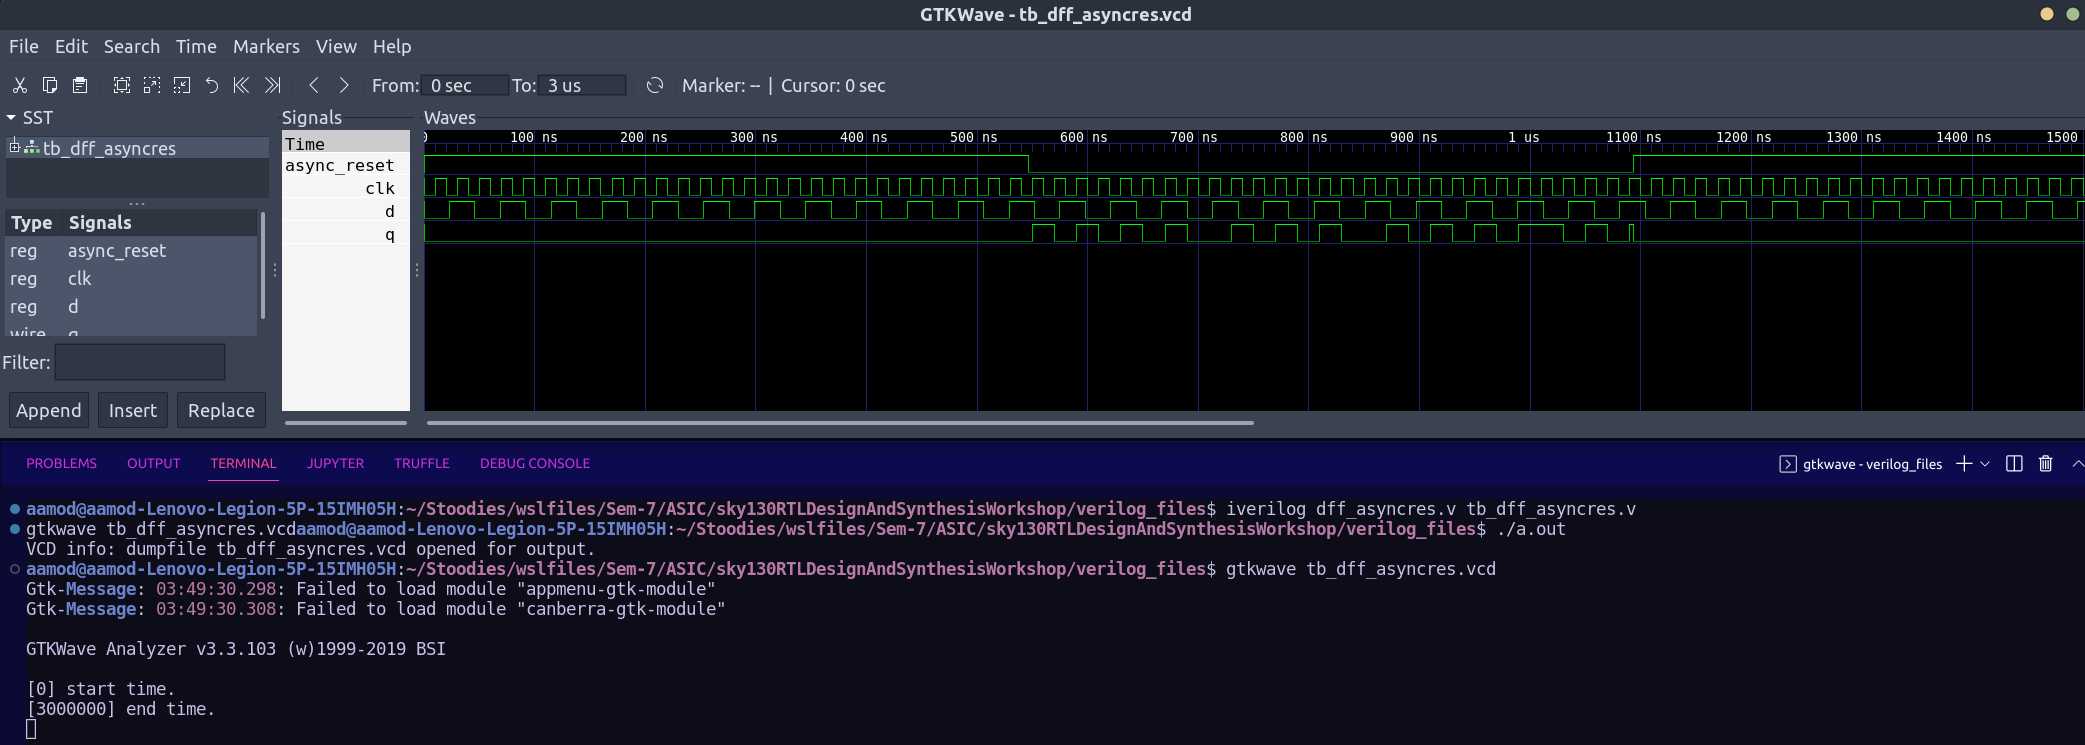 GTKWave - tb_dff_asyncres.vcd
File Edit Search Time Markers View Help
From: 0 sec To: 3 us Marker: -- | Cursor: 0 sec
SST
tb_dff_asyncres
Type Signals
reg async_reset
reg clk
reg d
wire q
Filter:
Append Insert Replace
Signals
Time
async_reset
clk
d
q
Waves
0 100 ns 200 ns 300 ns 400 ns 500 ns 600 ns 700 ns 800 ns 900 ns 1 us 1100 ns 1200 ns 1300 ns 1400 ns 1500
PROBLEMS OUTPUT TERMINAL JUPYTER TRUFFLE DEBUG CONSOLE
gtkwave - verilog_files
aamod@aamod-Lenovo-Legion-5P-15IMH05H:~/Stoodies/wslfiles/Sem-7/ASIC/sky130RTLDesignAndSynthesisWorkshop/verilog_files$ iverilog dff_asyncres.v tb_dff_asyncres.v
gtkwave tb_dff_asyncres.vcdaamod@aamod-Lenovo-Legion-5P-15IMH05H:~/Stoodies/wslfiles/Sem-7/ASIC/sky130RTLDesignAndSynthesisWorkshop/verilog_files$ ./a.out
VCD info: dumpfile tb_dff_asyncres.vcd opened for output.
aamod@aamod-Lenovo-Legion-5P-15IMH05H:~/Stoodies/wslfiles/Sem-7/ASIC/sky130RTLDesignAndSynthesisWorkshop/verilog_files$ gtkwave tb_dff_asyncres.vcd
Gtk-Message: 03:49:30.298: Failed to load module "appmenu-gtk-module"
Gtk-Message: 03:49:30.308: Failed to load module "canberra-gtk-module"
GTKWave Analyzer v3.3.103 (w)1999-2019 BSI
[0] start time.
[3000000] end time.